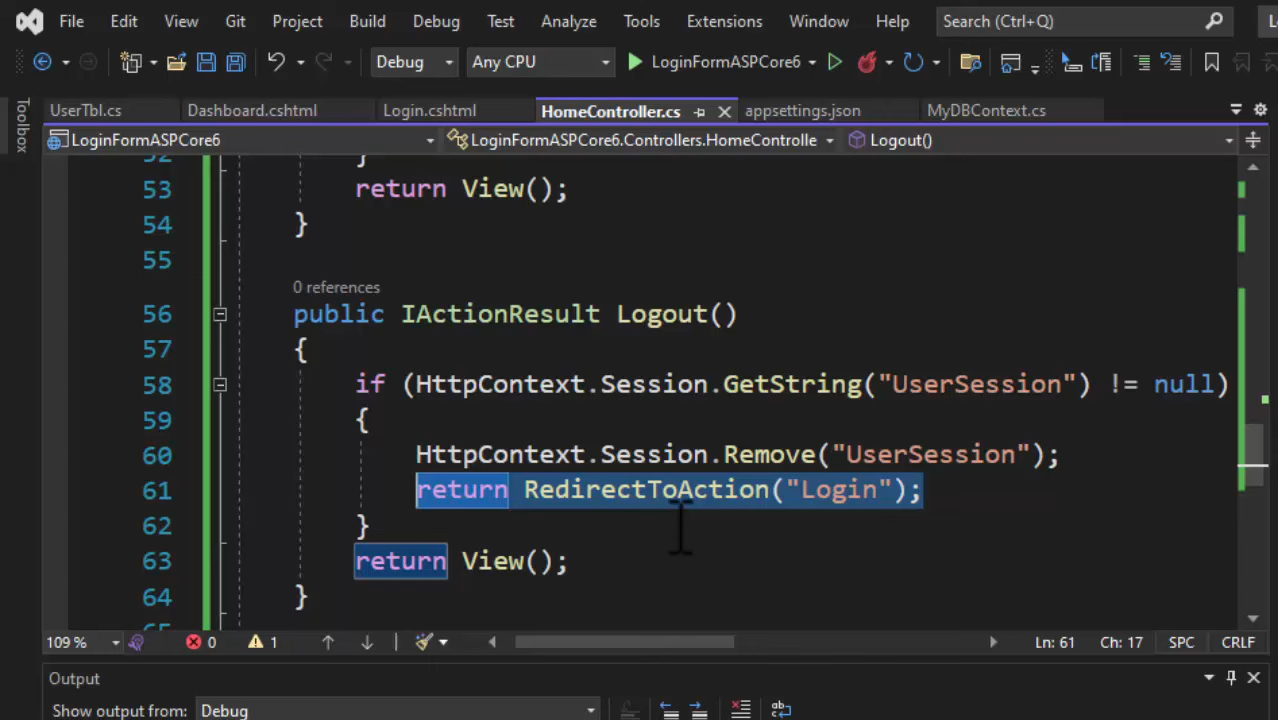 File Edit View Git Project Build Debug Test Analyze Tools Extensions Window Help Search (Ctrl+Q)
Debug Any CPU LoginFormASPCore6
UserTbl.cs Dashboard.cshtml Login.cshtml HomeController.cs appsettings.json MyDBContext.cs
Toolbox
LoginFormASPCore6 LoginFormASPCore6.Controllers.HomeControlle Logout()
52 }
53 return View();
54 }
55
0 references
56 public IActionResult Logout()
57 {
58 if (HttpContext.Session.GetString("UserSession") != null)
59 {
60 HttpContext.Session.Remove("UserSession");
61 return RedirectToAction("Login");
62 }
63 return View();
64 }
109 % 0 1 Ln: 61 Ch: 17 SPC CRLF
Output
Show output from: Debug